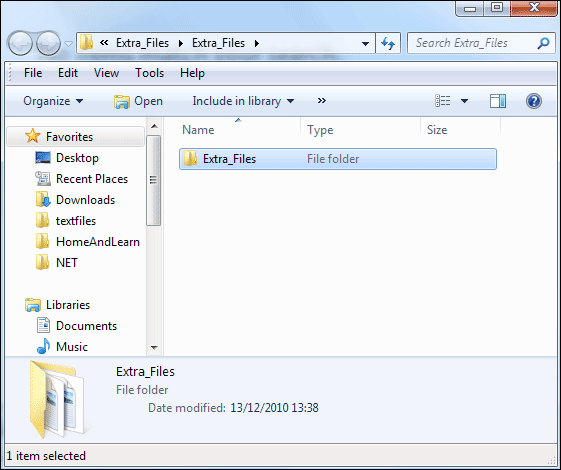 « Extra_Files Extra_Files Search Extra_Files
File Edit View Tools Help
Organize Open Include in library »
Favorites
Desktop
Recent Places
Downloads
textfiles
HomeAndLearn
NET
Libraries
Documents
Music
Name Type Size
Extra_Files File folder
Extra_Files
File folder
Date modified: 13/12/2010 13:38
1 item selected